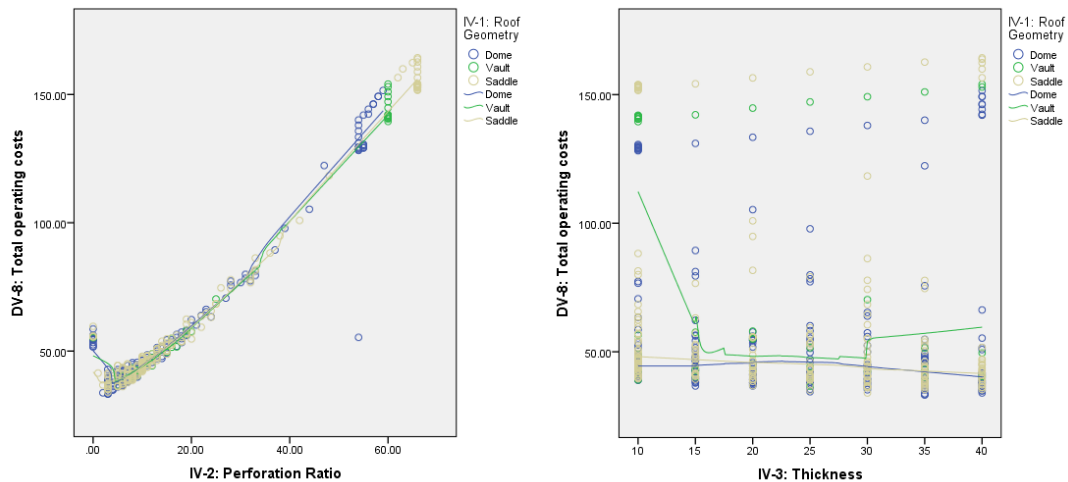 DV-8: Total operating costs
150.00
100.00
50.00
.00
20.00
40.00
60.00
IV-2: Perforation Ratio
IV-1: Roof
Geometry
Dome
Vault
Saddle
Dome
Vault
Saddle
DV-8: Total operating costs
150.00
100.00
50.00
10
15
20
25
30
35
40
IV-3: Thickness
IV-1: Roof
Geometry
Dome
Vault
Saddle
Dome
Vault
Saddle